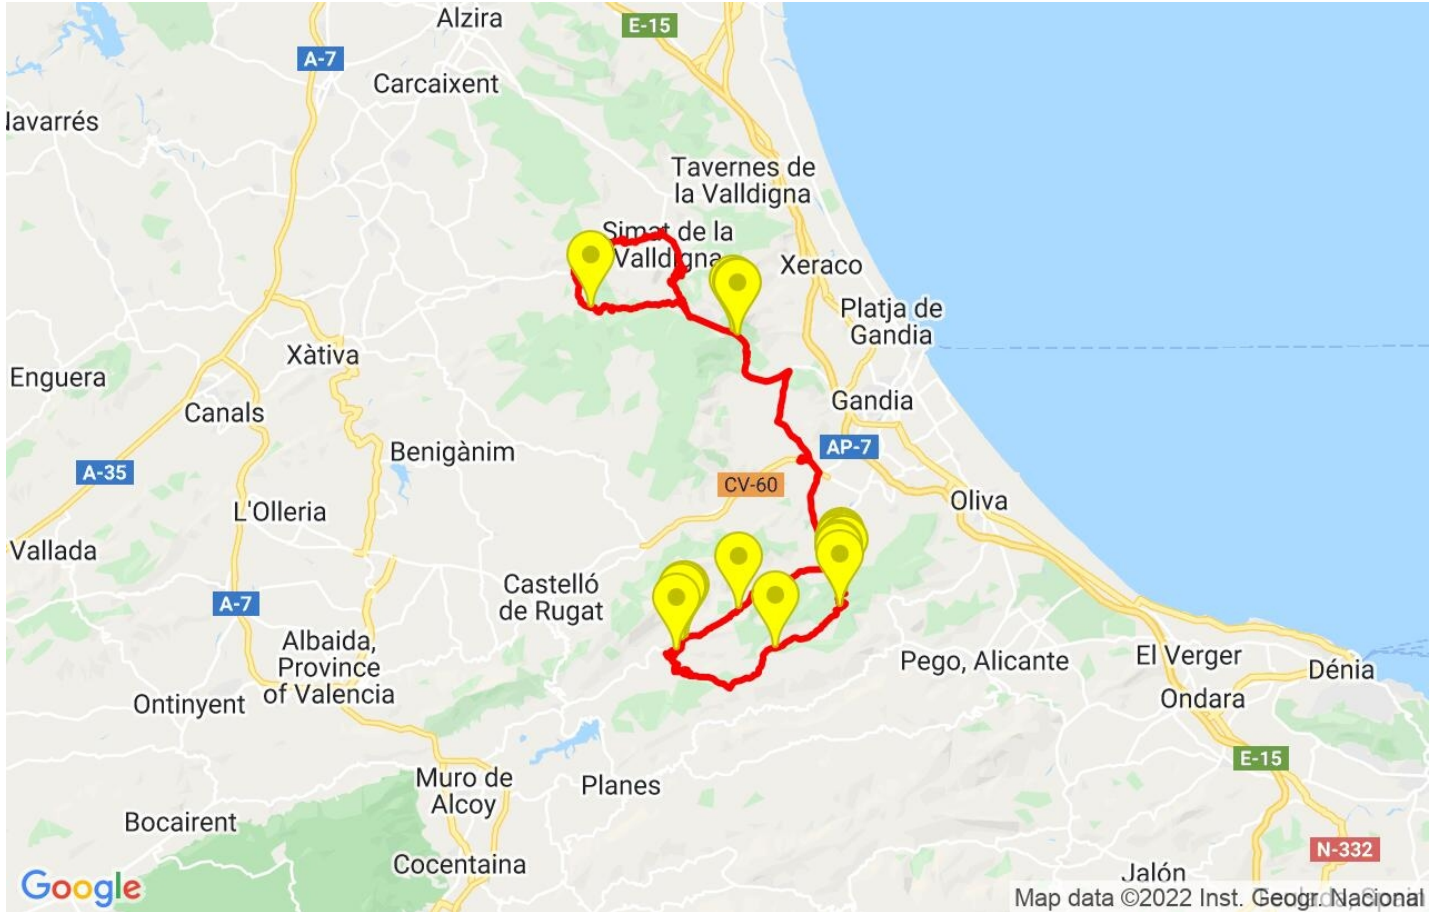 Alzira
E-15
A-7
Carcaixent
Navarrés
Tavernes de
la Valldigna
Simat de la
Valldigna
Xeraco
Platja de
Gandia
Xàtiva
Enguera
Canals
Gandia
Benigànim
AP-7
A-35
CV-60
L'Olleria
Oliva
Vallada
Castelló
de Rugat
A-7
Albaida,
Province
of Valencia
Pego, Alicante
El Verger
Dénia
Ontinyent
Ondara
E-15
Muro de
Alcoy
Planes
Bocairent
N-332
Cocentaina
Jalón
Google
Map data ©2022 Inst. Geogr. Nacional